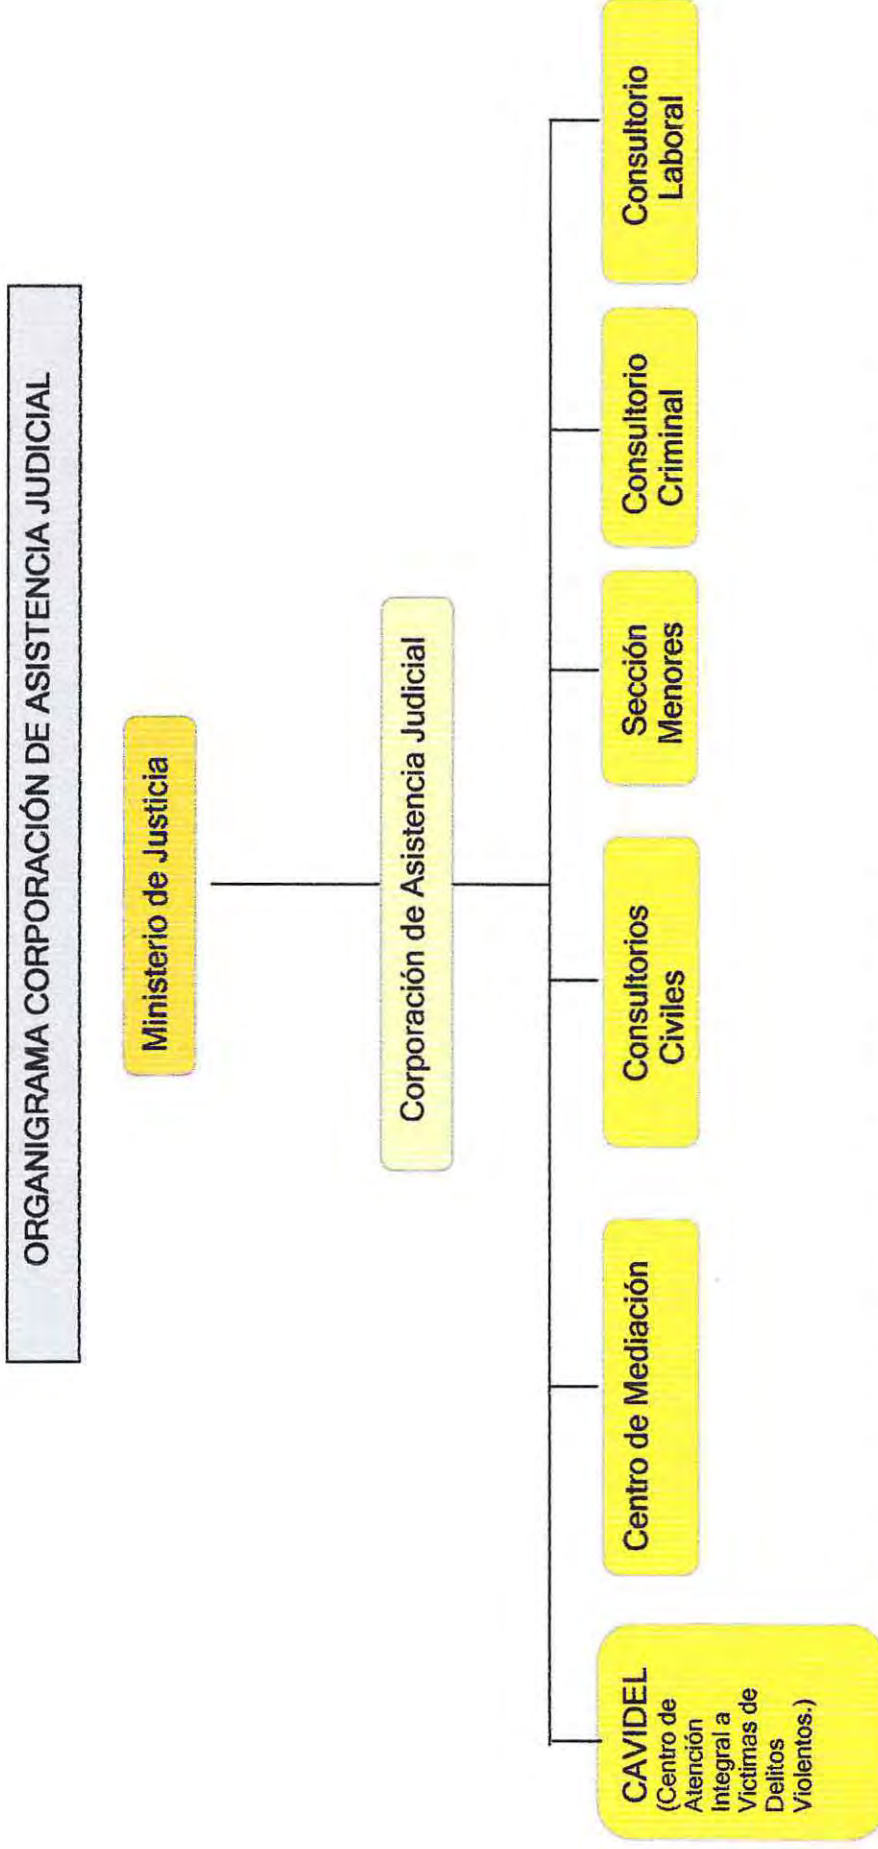 ORGANIGRAMA CORPORACIÓN DE ASISTENCIA JUDICIAL
Ministerio de Justicia
Corporación de Asistencia Judicial
CAVIDEL
(Centro de
Atención
Integral a
Victimas de
Delitos
Violentos.)
Centro de Mediación
Consultorios
Civiles
Sección
Menores
Consultorio
Criminal
Consultorio
Laboral